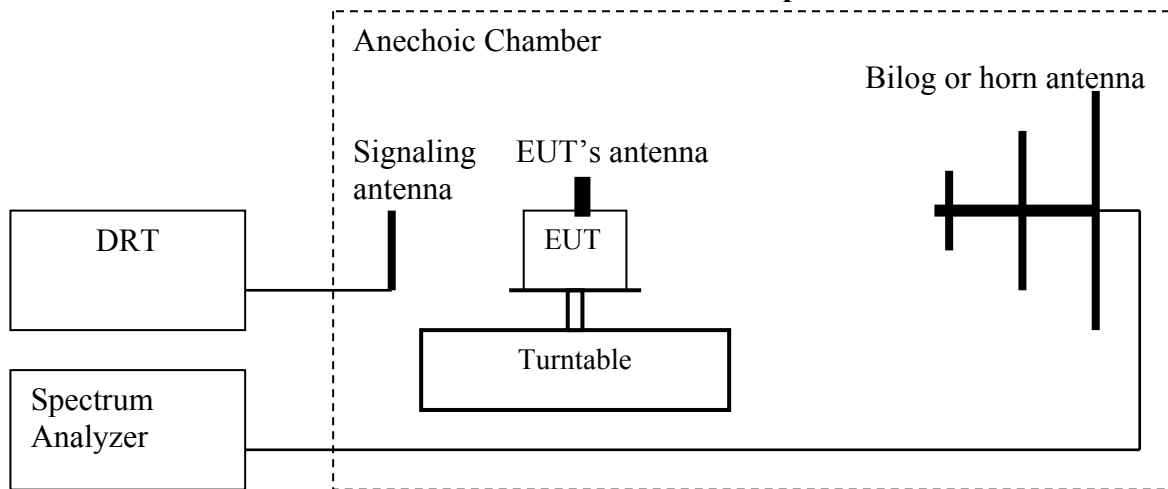 Anechoic Chamber
Bilog or horn antenna
Signaling
antenna
EUT’s antenna
DRT
EUT
Turntable
Spectrum
Analyzer